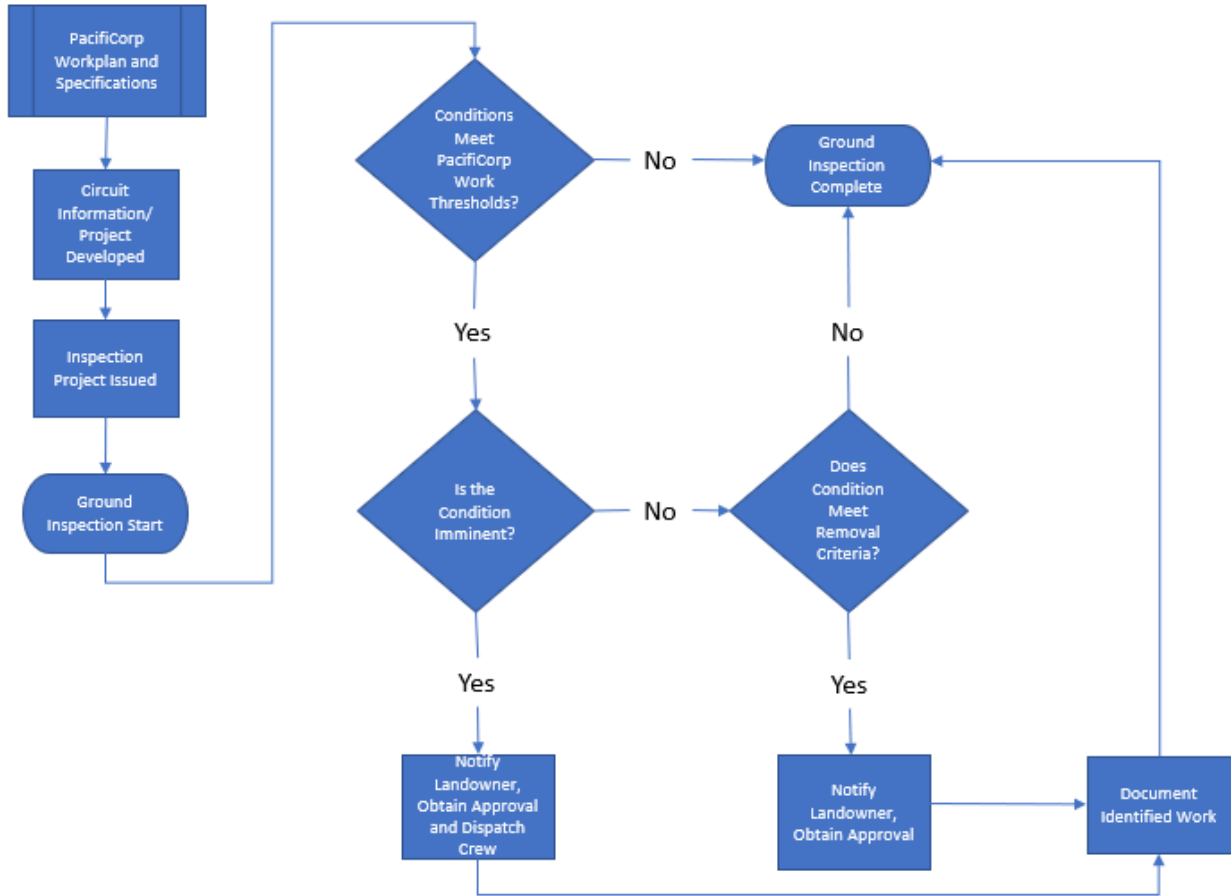 PacifiCorp
Workplan and
Specifications
Circuit
Information/
Project
Developed
Inspection
Project Issued
Ground
Inspection Start
Conditions
Meet
PacifiCorp
Work
Thresholds?
No
Ground
Inspection
Complete
Yes
No
Is the
Condition
Imminent?
No
Does
Condition
Meet
Removal
Criteria?
Yes
Yes
Notify
Landowner,
Obtain Approval
and Dispatch
Crew
Notify
Landowner,
Obtain Approval
Document
Identified Work